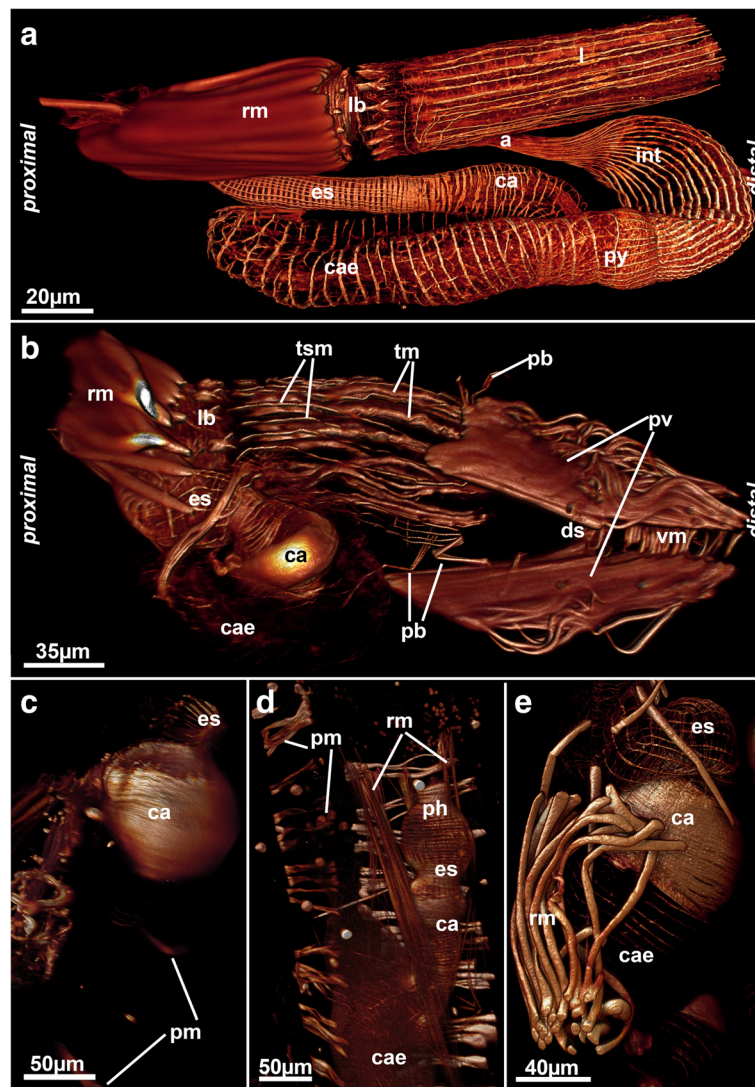 a
rm
lb
l
a
int
es
ca
cae
py
proximal
distal
20µm
b
rm
lb
tsm
tm
pb
pv
es
ca
cae
ds
vm
pb
proximal
distal
35µm
c
es
ca
pm
50µm
d
pm
rm
ph
es
ca
cae
50µm
e
es
ca
rm
cae
40µm